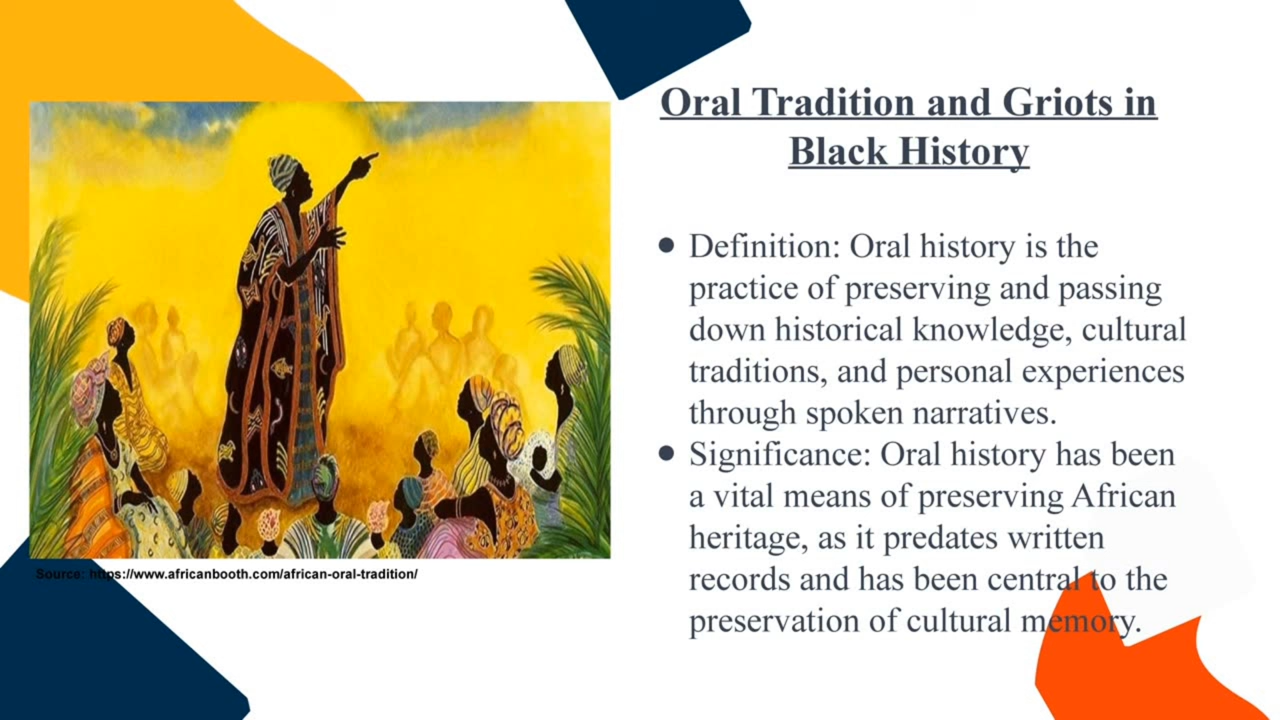 Oral Tradition and Griots in
Black History
● Definition: Oral history is the
practice of preserving and passing
down historical knowledge, cultural
traditions, and personal experiences
through spoken narratives.
● Significance: Oral history has been
a vital means of preserving African
heritage, as it predates written
records and has been central to the
preservation of cultural memory.
Source: https://www.africanbooth.com/african-oral-tradition/